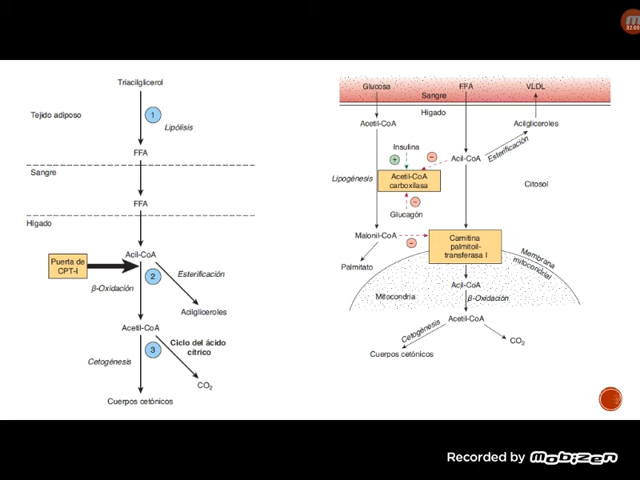 Triacilglicerol
Tejido adiposo
1
Lipólisis
FFA
Sangre
FFA
Hígado
Acil-CoA
Puerta de
CPT-I
2
Esterificación
β-Oxidación
Acilgliceroles
Acetil-CoA
3
Ciclo del ácido
cítrico
Cetogénesis
CO2
Cuerpos cetónicos
Glucosa
FFA
VLDL
Sangre
Hígado
Acetil-CoA
Acilgliceroles
Insulina
Esterificación
+
−
Acil-CoA
Lipogénesis
Acetil-CoA
carboxilasa
Citosol
−
Glucagón
Malonil-CoA
−
Carnitina
palmitoil-
transferasa I
Membrana
mitocondrial
Palmitato
Acil-CoA
Mitocondria
β-Oxidación
Acetil-CoA
Cetogénesis
CO2
Cuerpos cetónicos
Recorded by Mobizen